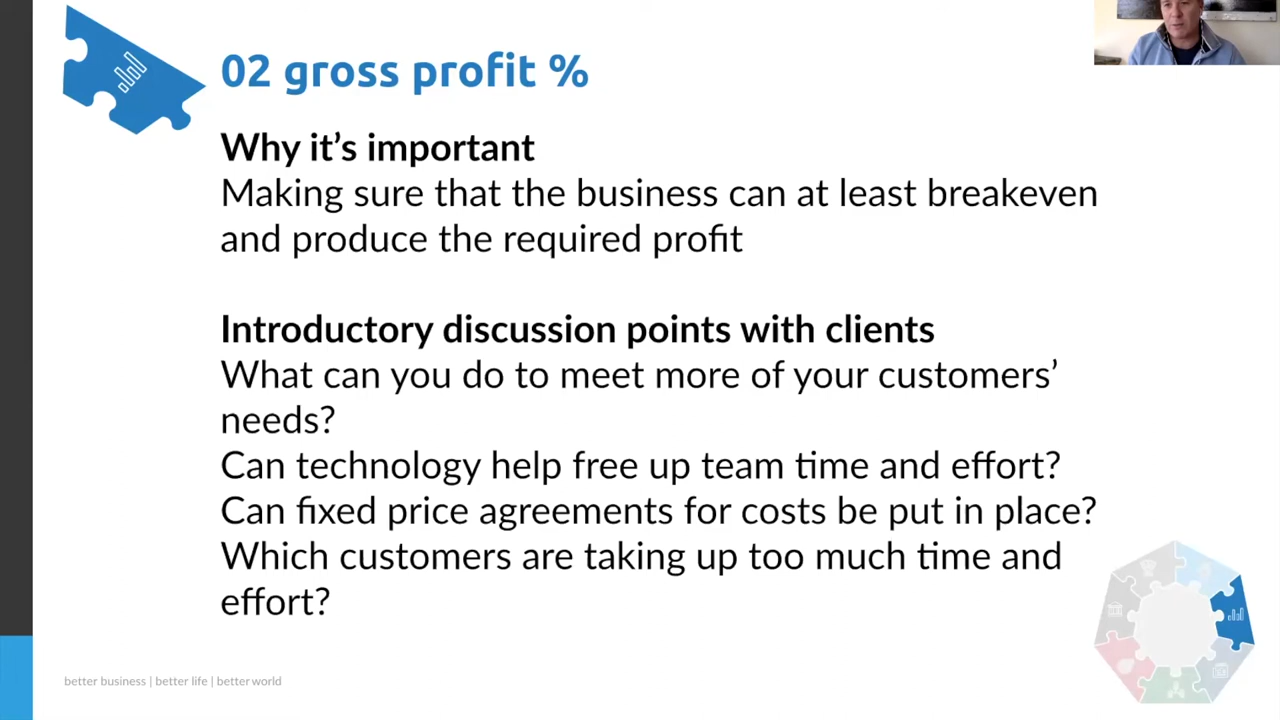 02 gross profit %
Why it's important
Making sure that the business can at least breakeven
and produce the required profit
Introductory discussion points with clients
What can you do to meet more of your customers’
needs?
Can technology help free up team time and effort?
Can fixed price agreements for costs be put in place?
Which customers are taking up too much time and
effort?
better business | better life | better world